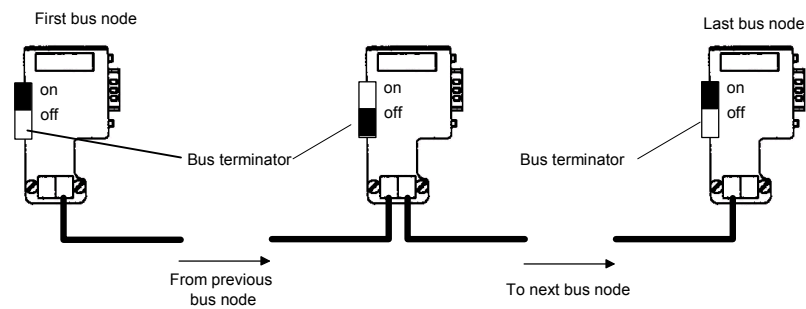 First bus node
Last bus node
on
off
on
off
on
off
Bus terminator
Bus terminator
From previous
bus node
To next bus node